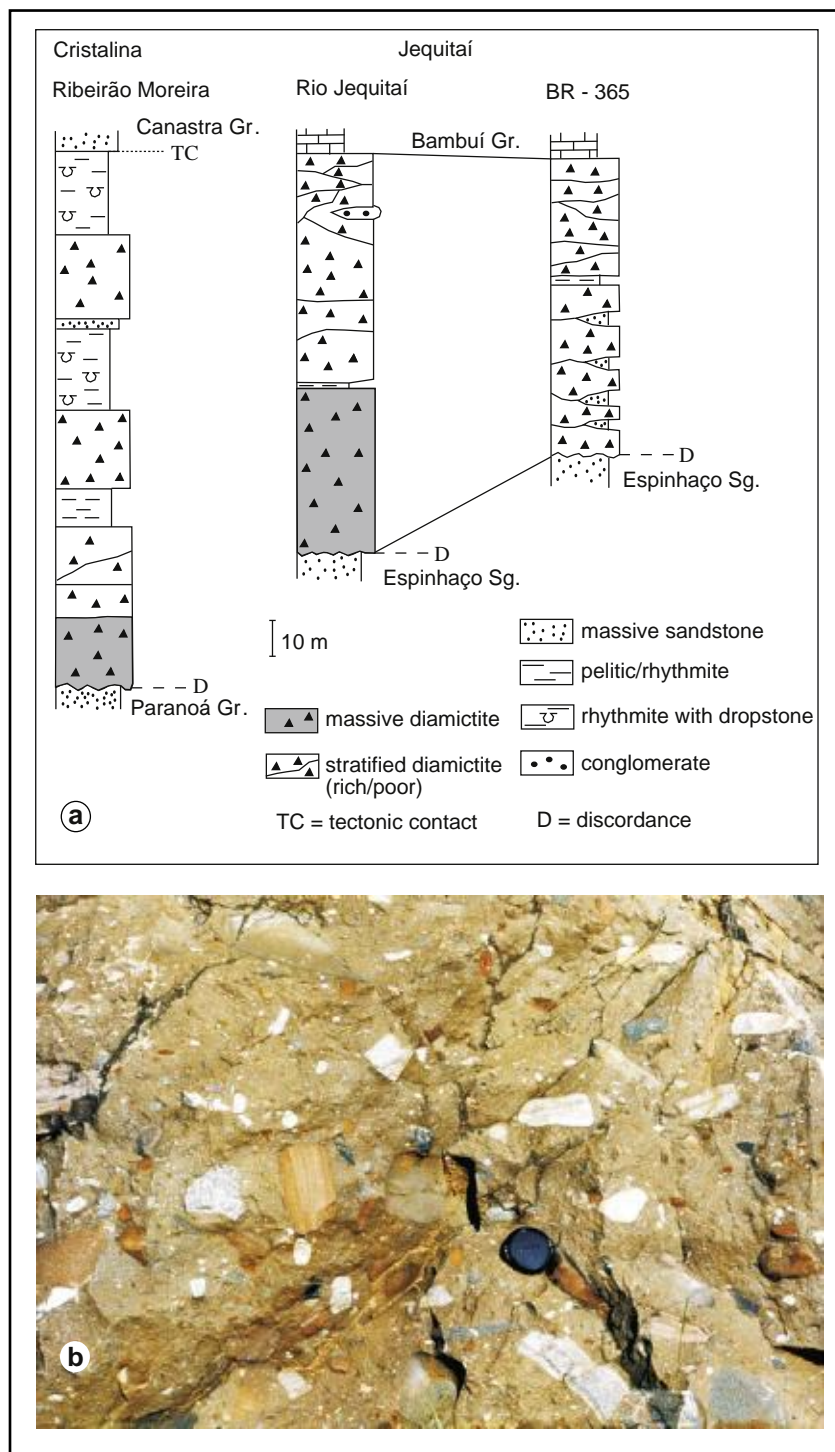 Cristalina
Jequitaí
Ribeirão Moreira
Rio Jequitaí
BR - 365
Canastra Gr.
TC
Bambuí Gr.
D
Espinhaço Sg.
D
Espinhaço Sg.
10 m
D
Paranoá Gr.
massive sandstone
pelitic/rhythmite
massive diamictite
rhythmite with dropstone
stratified diamictite
(rich/poor)
conglomerate
TC = tectonic contact
D = discordance
a
b